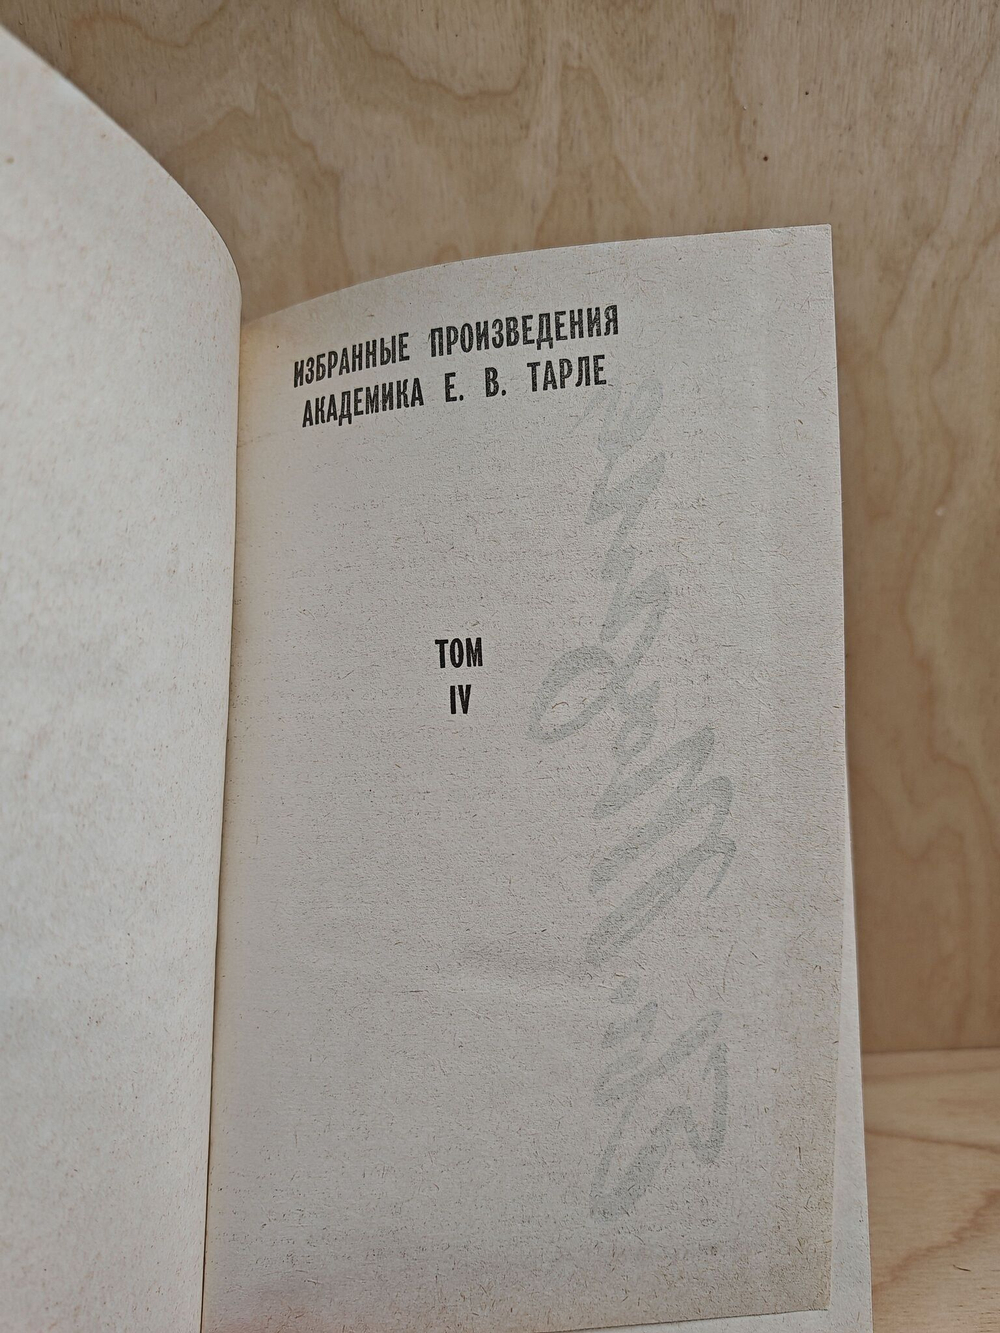 ИЗБРАННЫЕ ПРОИЗВЕДЕНИЯ
АКАДЕМИКА Е. В. ТАРЛЕ
ТОМ
IV